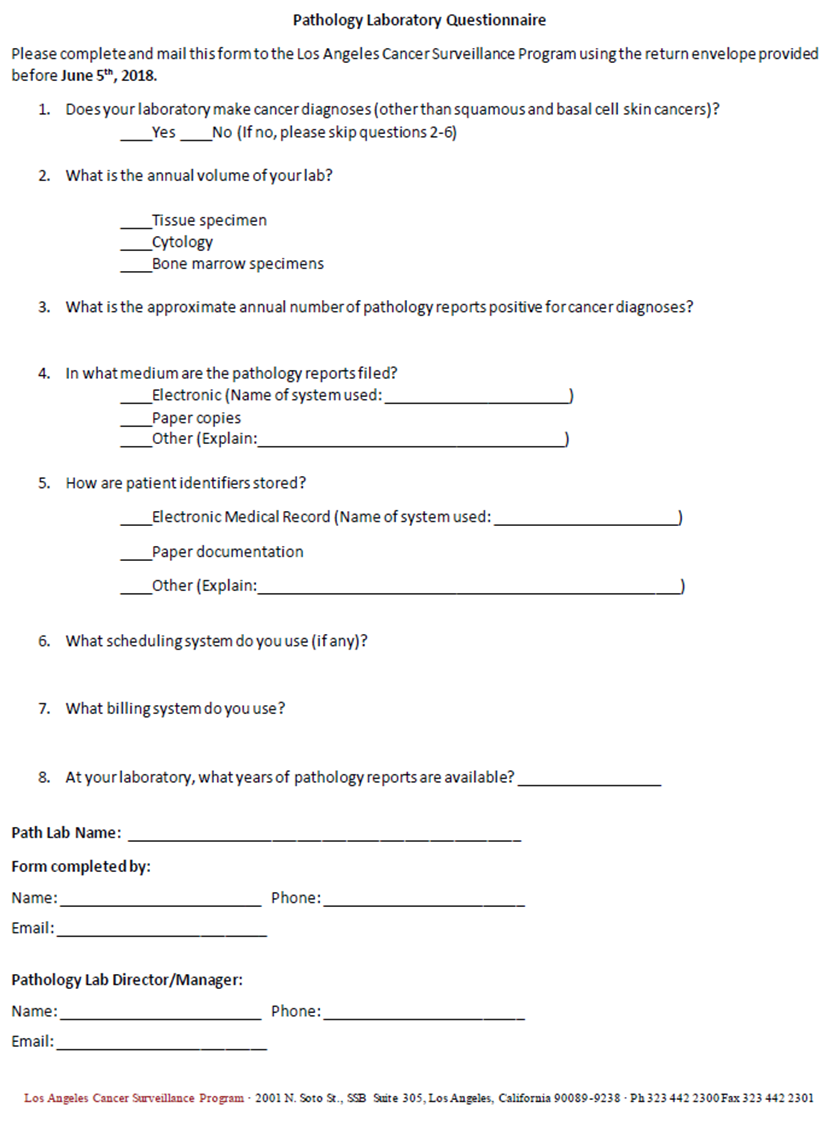 Pathology Laboratory Questionnaire
Please complete and mail this form to the Los Angeles Cancer Surveillance Program using the return envelope provided
before June 5th, 2018.
1. Does your laboratory make cancer diagnoses (other than squamous and basal cell skin cancers)?
____Yes ____No (If no, please skip questions 2-6)
2. What is the annual volume of your lab?
____Tissue specimen
____Cytology
____Bone marrow specimens
3. What is the approximate annual number of pathology reports positive for cancer diagnoses?
4. In what medium are the pathology reports filed?
____Electronic (Name of system used: ______________________)
____Paper copies
____Other (Explain:____________________________________)
5. How are patient identifiers stored?
____Electronic Medical Record (Name of system used: ______________________)
____Paper documentation
____Other (Explain:__________________________________________________)
6. What scheduling system do you use (if any)?
7. What billing system do you use?
8. At your laboratory, what years of pathology reports are available? _________________
Path Lab Name: ______________________________________________
Form completed by:
Name: ________________________ Phone: ________________________
Email: _________________________
Pathology Lab Director/Manager:
Name: ________________________ Phone: ________________________
Email: _________________________
Los Angeles Cancer Surveillance Program · 2001 N. Soto St., SSB Suite 305, Los Angeles, California 90089-9238 · Ph 323 442 2300 Fax 323 442 2301